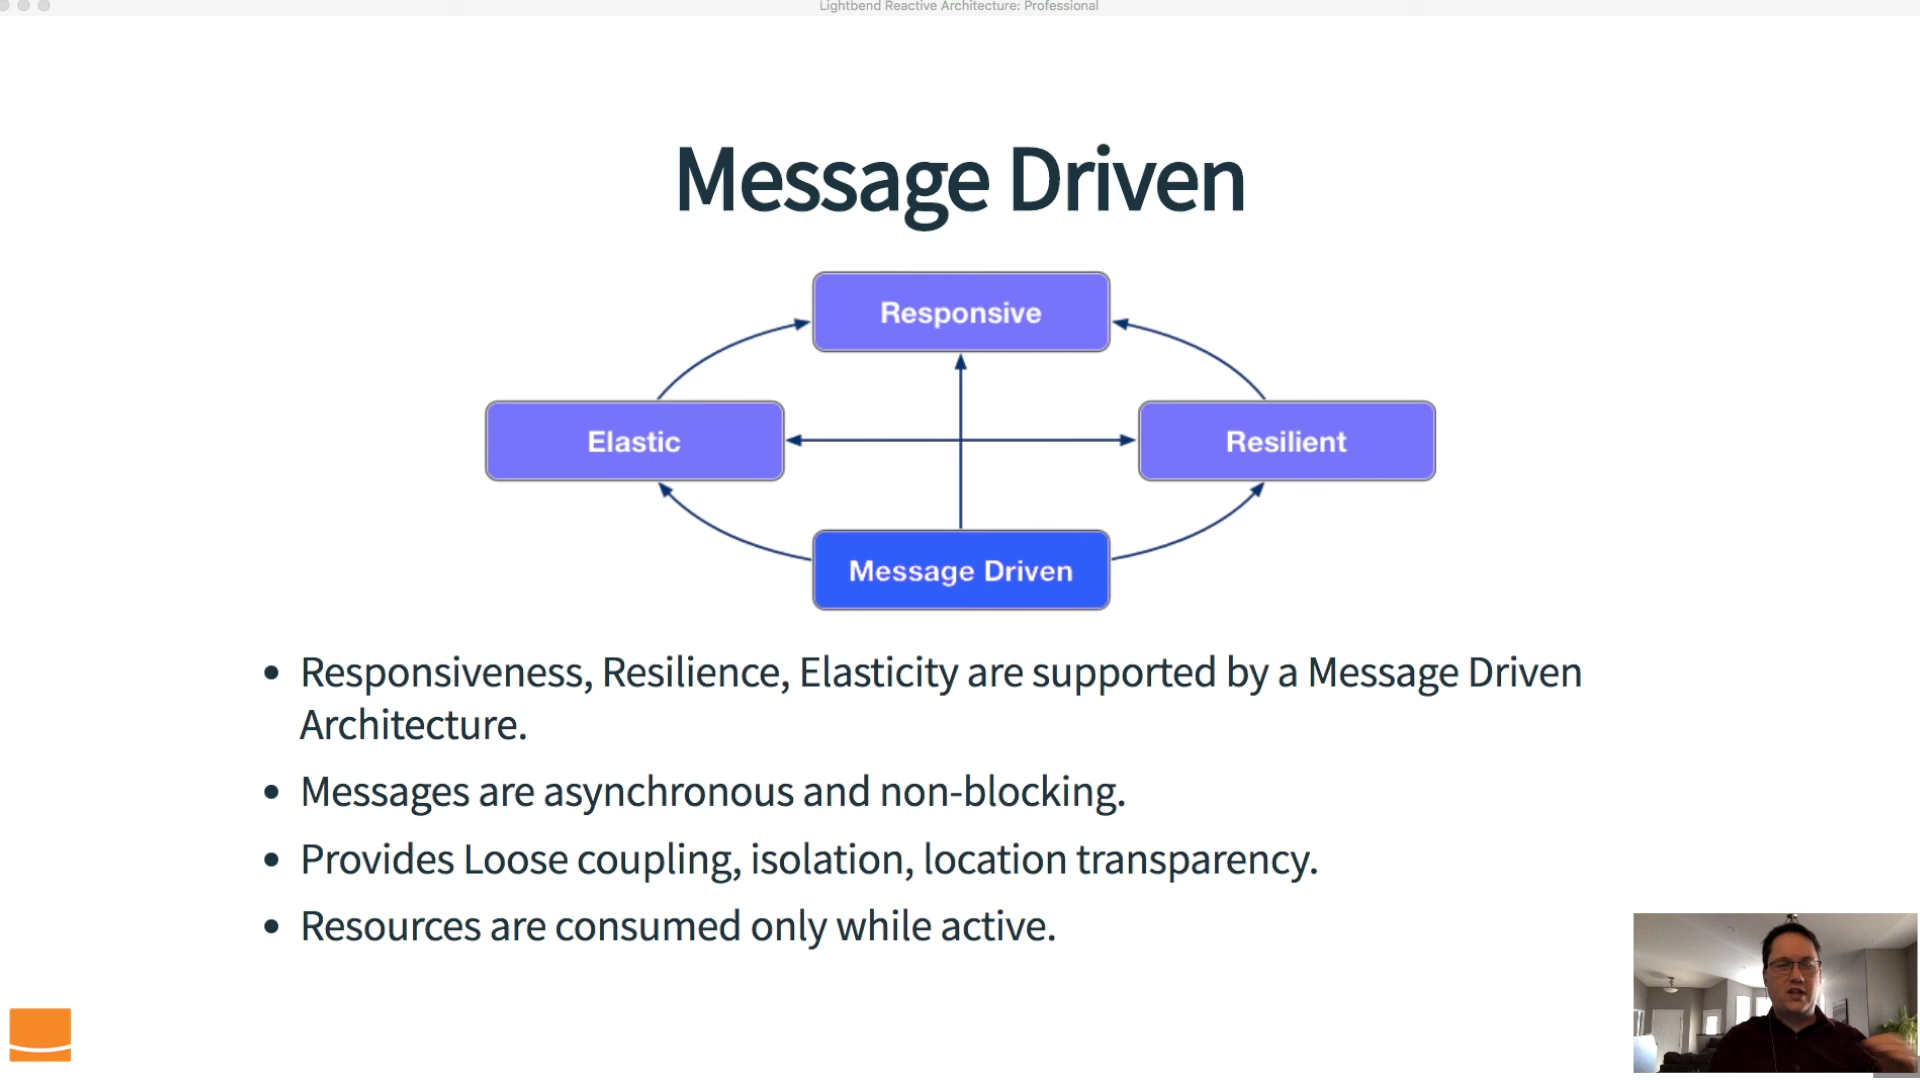 Lightbend Reactive Architecture: Professional
Message Driven
Responsive
Elastic
Resilient
Message Driven
• Responsiveness, Resilience, Elasticity are supported by a Message Driven
Architecture.
• Messages are asynchronous and non-blocking.
• Provides Loose coupling, isolation, location transparency.
• Resources are consumed only while active.